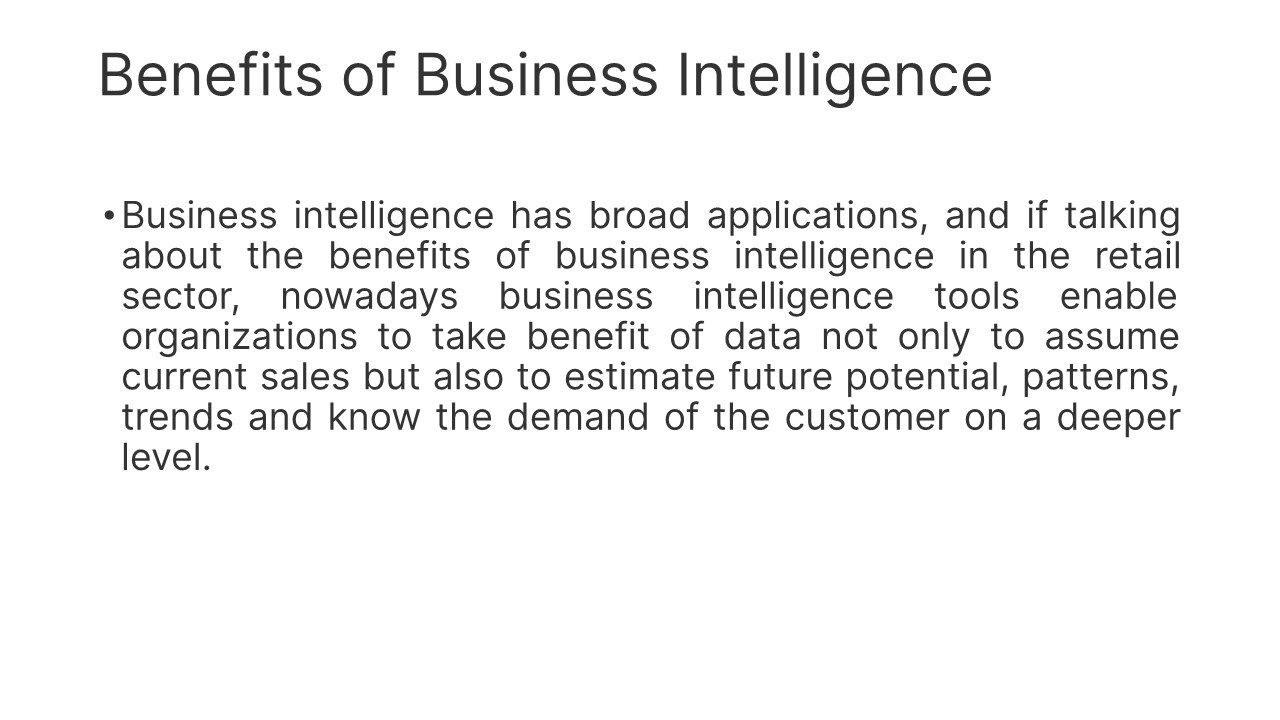 Benefits of Business Intelligence
• Business intelligence has broad applications, and if talking
about the benefits of business intelligence in the retail
sector, nowadays business intelligence tools enable
organizations to take benefit of data not only to assume
current sales but also to estimate future potential, patterns,
trends and know the demand of the customer on a deeper
level.